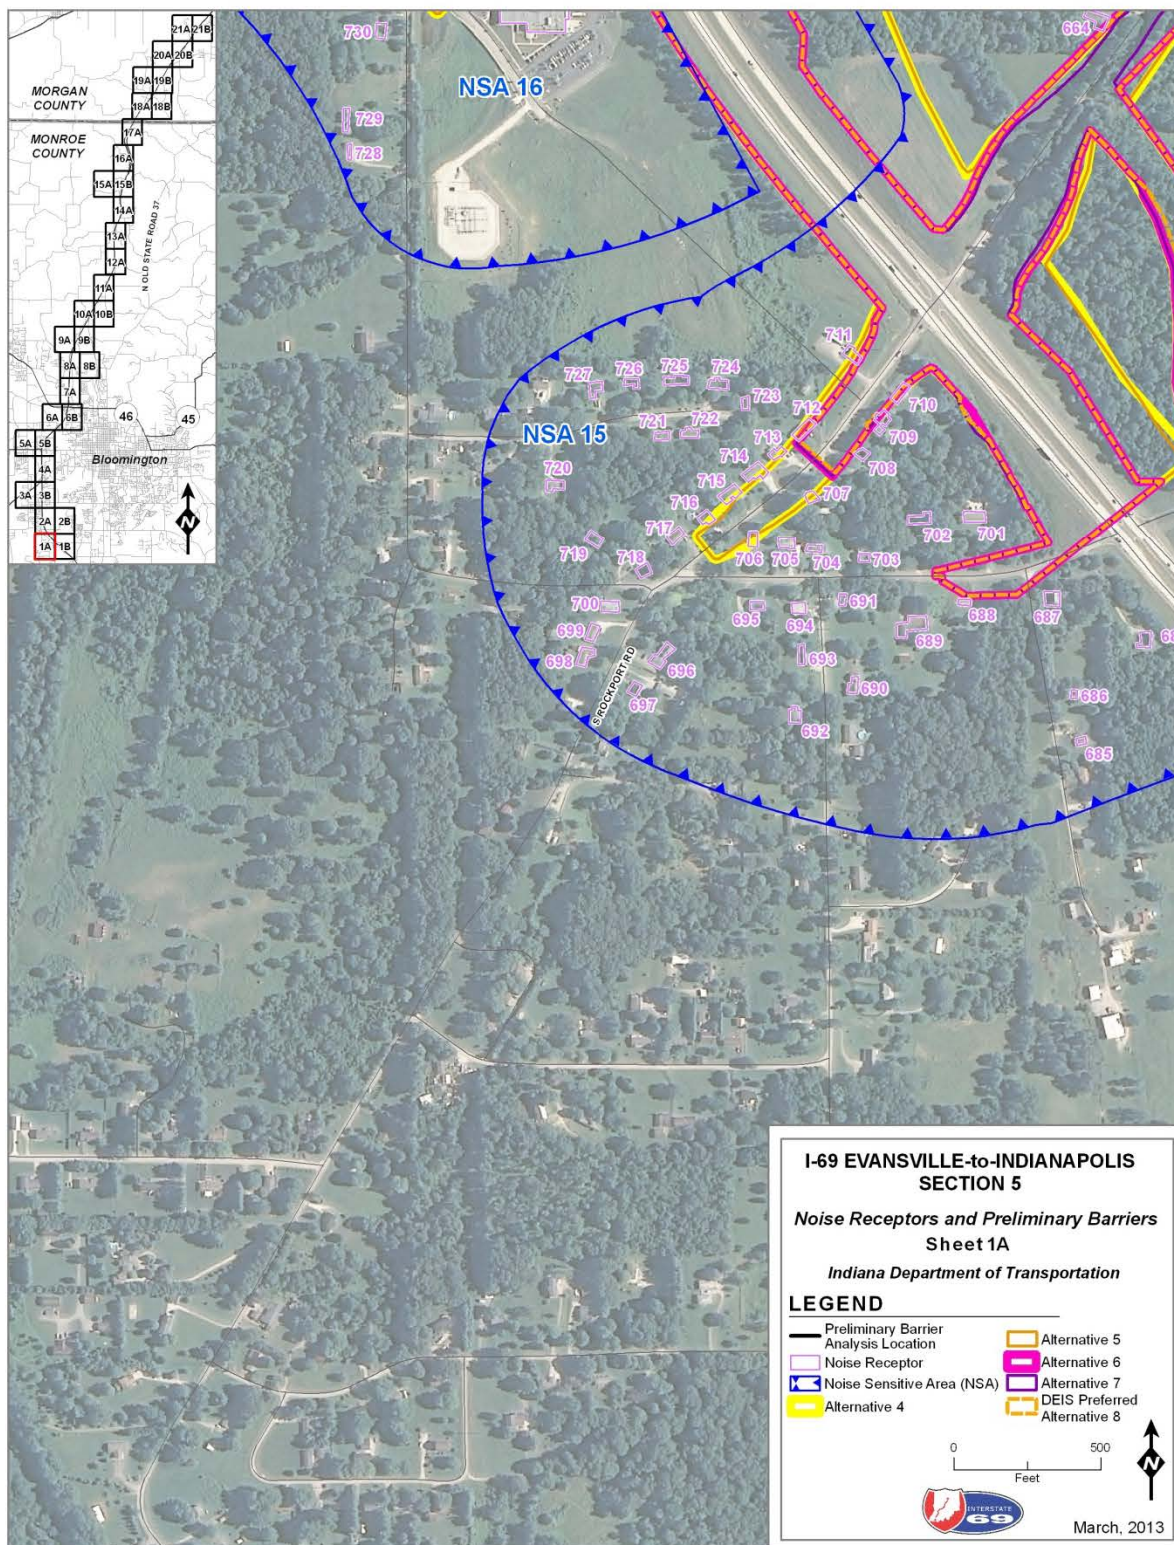 21A 21B
20A 20B
19A 19B
18A 18B
17A
16A
15A 15B
14A
13A
12A
11A
10A 10B
9A 9B
8A 8B
7A
6A 6B
5A 5B
4A
3A 3B
2A 2B
1A 1B
MORGAN
COUNTY
MONROE
COUNTY
N OLD STATE ROAD 37
46
45
Bloomington
N
730
NSA 16
664
729
728
711
727
726
725
724
723
710
712
709
721
722
NSA 15
713
708
714
720
715
707
716
702
701
717
719
706
705
704
703
718
700
695
694
691
688
687
699
689
698
696
693
697
690
686
692
685
S ROCKPORT RD
I-69 EVANSVILLE-to-INDIANAPOLIS
SECTION 5
Noise Receptors and Preliminary Barriers
Sheet 1A
Indiana Department of Transportation
LEGEND
Preliminary Barrier
Analysis Location
Noise Receptor
Noise Sensitive Area (NSA)
Alternative 4
Alternative 5
Alternative 6
Alternative 7
DEIS Preferred
Alternative 8
0 500
Feet
N
INTERSTATE
69
March, 2013